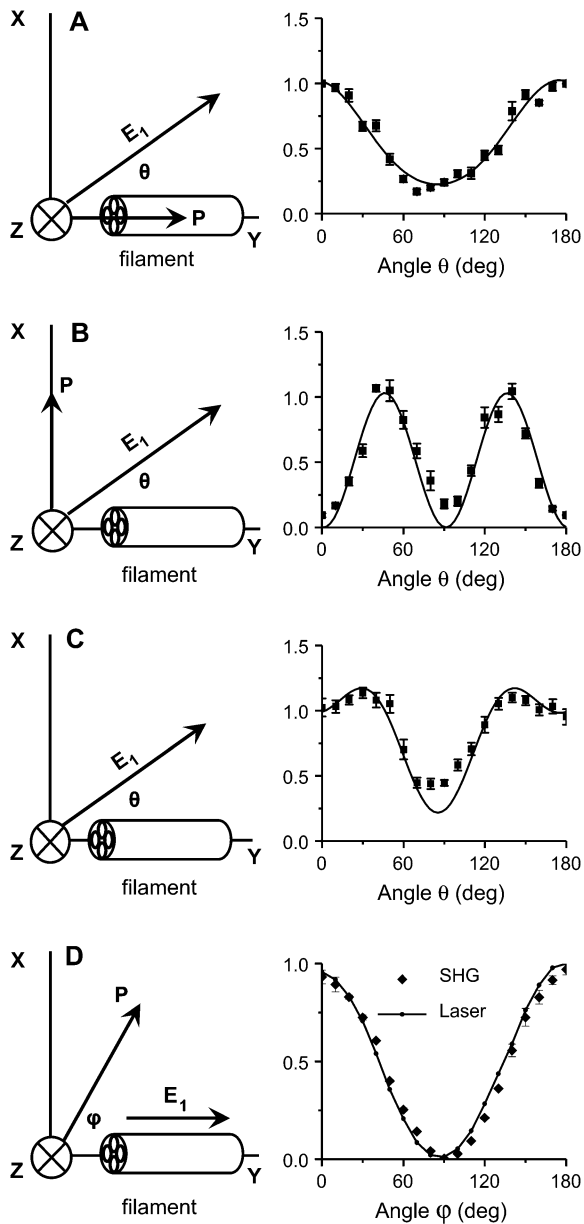 X A
E1
θ
P
Z Y
filament
1.5
1.0
0.5
0.0
0 60 120 180
Angle θ (deg)
X B
P
E1
θ
Z Y
filament
1.5
1.0
0.5
0
0 60 120 180
Angle θ (deg)
X C
E1
θ
Z Y
filament
1.5
1.0
0.5
0.0
0 60 120 180
Angle θ (deg)
X D
P
E1
φ
Z Y
filament
1.0
0.5
0.0
SHG
Laser
0 60 120 180
Angle φ (deg)